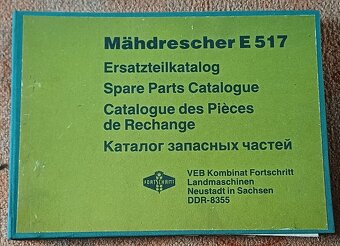 Mähdrescher E 517
Ersatzteilkatalog
Spare Parts Catalogue
Catalogue des Pièces
de Rechange
Каталог запасных частей
FORTSCHRITT
VEB Kombinat Fortschritt
Landmaschinen
Neustadt in Sachsen
DDR-8355